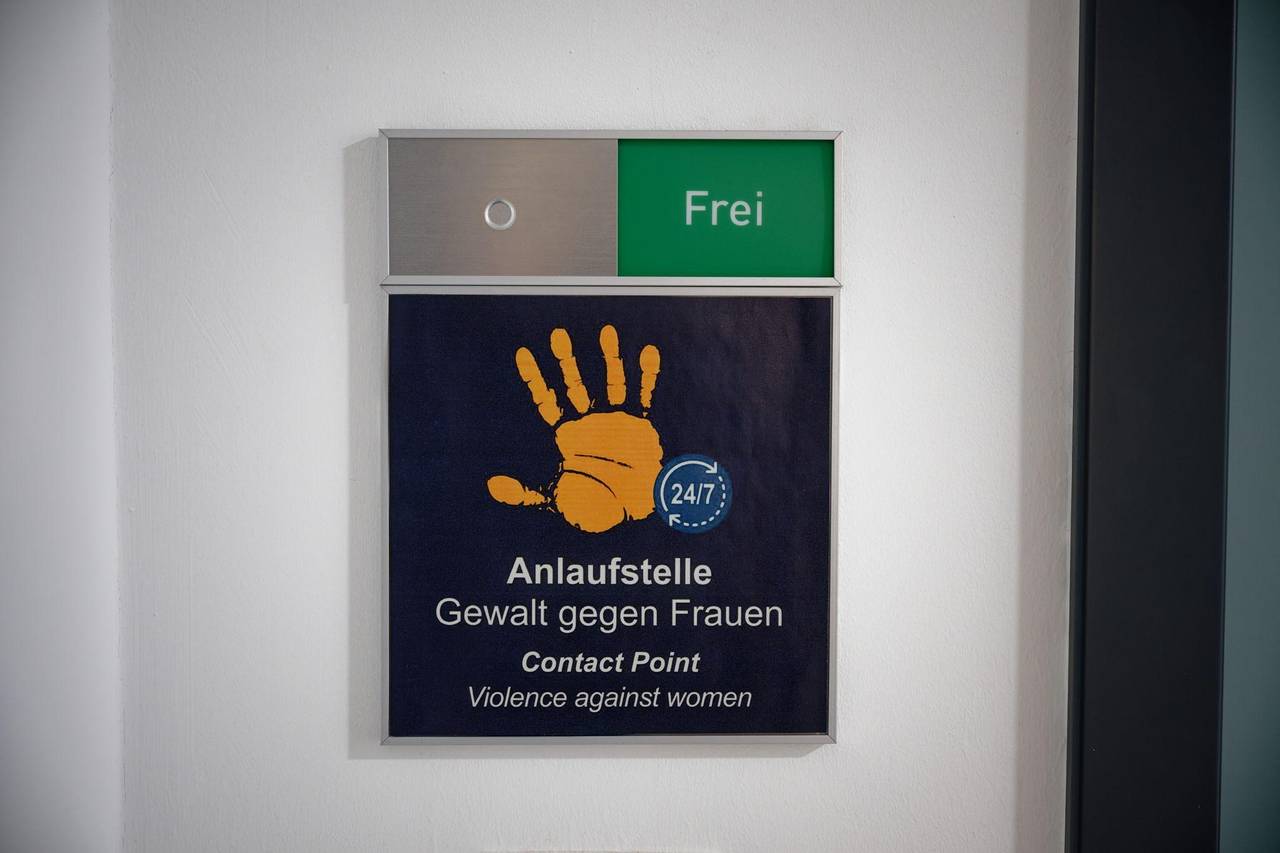 Frei
24/7
Anlaufstelle
Gewalt gegen Frauen
Contact Point
Violence against women